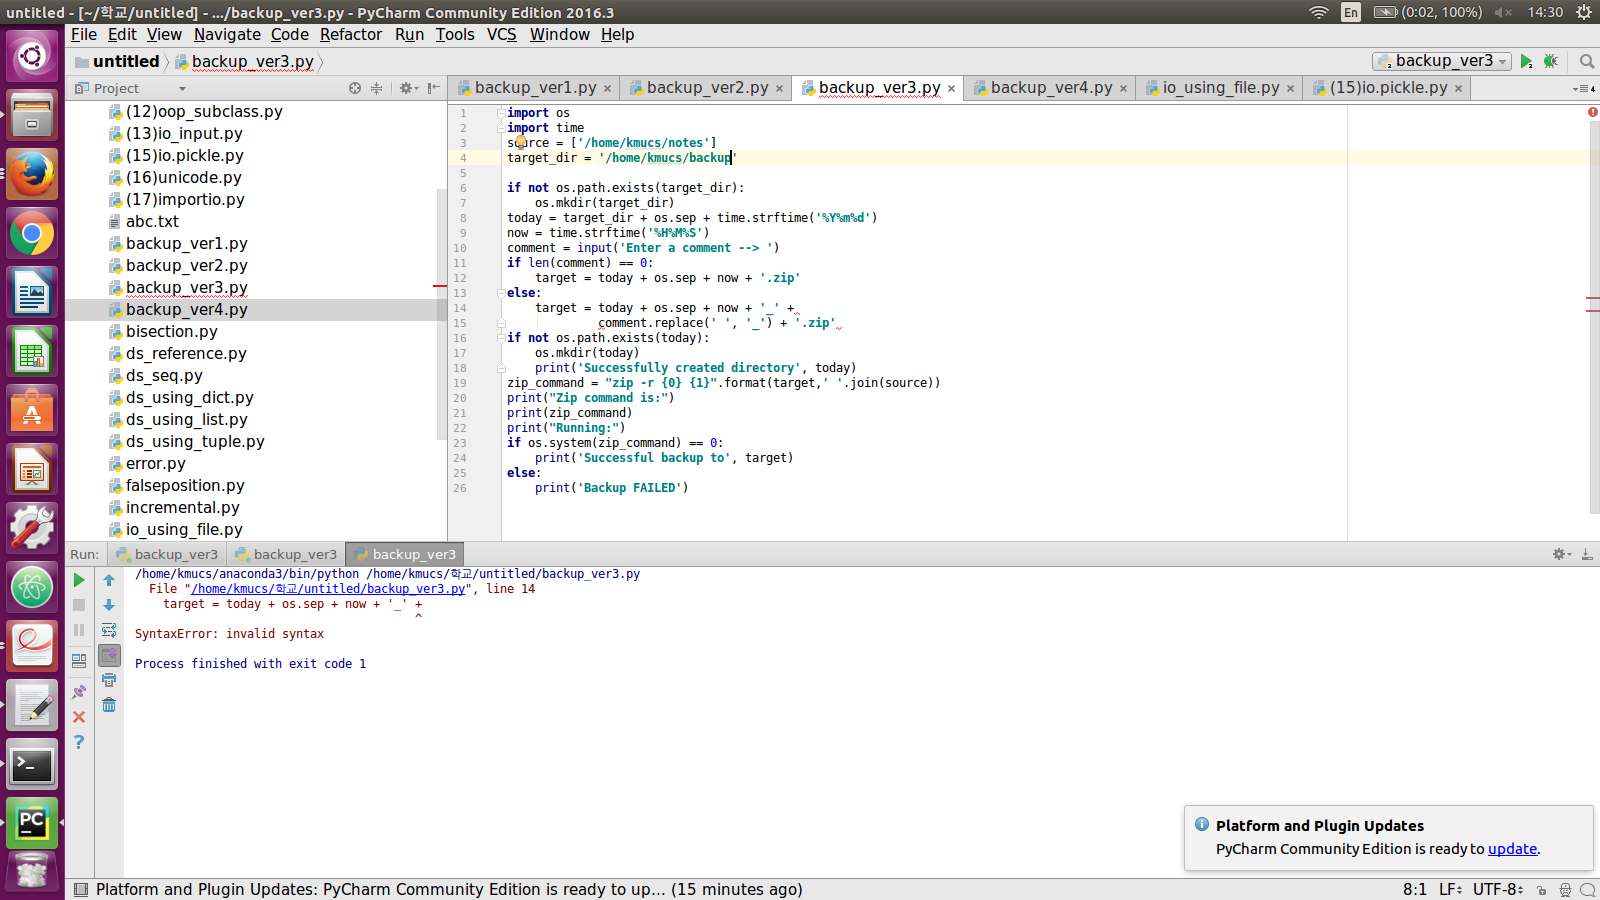 untitled - [~/학교/untitled] - .../backup_ver3.py - PyCharm Community Edition 2016.3
En (0:02, 100%) 14:30
File Edit View Navigate Code Refactor Run Tools VCS Window Help
untitled backup_ver3.py backup_ver3
Project
backup_ver1.py × backup_ver2.py × backup_ver3.py × backup_ver4.py × io_using_file.py × (15)io.pickle.py × 4
(12)oop_subclass.py
(13)io_input.py
(15)io.pickle.py
(16)unicode.py
(17)importio.py
abc.txt
backup_ver1.py
backup_ver2.py
backup_ver3.py
backup_ver4.py
bisection.py
ds_reference.py
ds_seq.py
ds_using_dict.py
ds_using_list.py
ds_using_tuple.py
error.py
falseposition.py
incremental.py
io_using_file.py
1 import os
2 import time
3 source = ['/home/kmucs/notes']
4 target_dir = '/home/kmucs/backup'
5
6 if not os.path.exists(target_dir):
7 os.mkdir(target_dir)
8 today = target_dir + os.sep + time.strftime('%Y%m%d')
9 now = time.strftime('%H%M%S')
10 comment = input('Enter a comment --> ')
11 if len(comment) == 0:
12 target = today + os.sep + now + '.zip'
13 else:
14 target = today + os.sep + now + '_' +
15 comment.replace(' ', '_') + '.zip'
16 if not os.path.exists(today):
17 os.mkdir(today)
18 print('Successfully created directory', today)
19 zip_command = "zip -r {0} {1}".format(target,' '.join(source))
20 print("Zip command is:")
21 print(zip_command)
22 print("Running:")
23 if os.system(zip_command) == 0:
24 print('Successful backup to', target)
25 else:
26 print('Backup FAILED')
Run: backup_ver3 backup_ver3 backup_ver3
/home/kmucs/anaconda3/bin/python /home/kmucs/학교/untitled/backup_ver3.py
File "/home/kmucs/학교/untitled/backup_ver3.py", line 14
target = today + os.sep + now + '_' +
^
SyntaxError: invalid syntax
Process finished with exit code 1
PC
Platform and Plugin Updates
PyCharm Community Edition is ready to update.
Platform and Plugin Updates: PyCharm Community Edition is ready to up... (15 minutes ago) 8:1 LF UTF-8